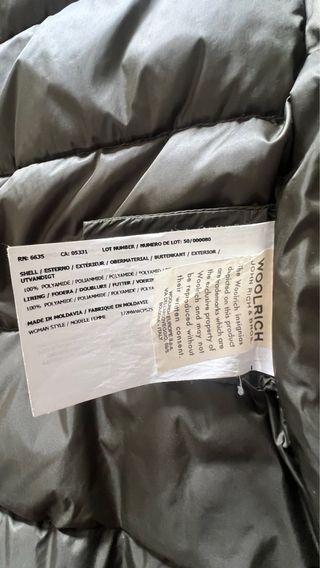 RN: 6635 CA: 05331 LOT NUMBER / NUMERO DE LOT: 50/000080
SHELL / ESTERNO / EXTÉRIEUR / OBERMATERIAL / BUITENKANT / EXTERIOR /
UTVÄNDIGT
100% POLYAMIDE / POLIAMMIDE / POLYAMIDE
LINING / FODERA / DOUBLURE / FUTTER / VOERING
100% POLYAMIDE / POLIAMMIDE / POLYAMIDE
MADE IN MOLDAVIA / FABRIQUE EN MOLDAVIE
WOMAN STYLE / MODELE FEMME
WOOLRICH
The Woolrich insignias
displayed on this product
are trademarks which are
the exclusive property of
Woolrich and may not
be reproduced without
their written consent.